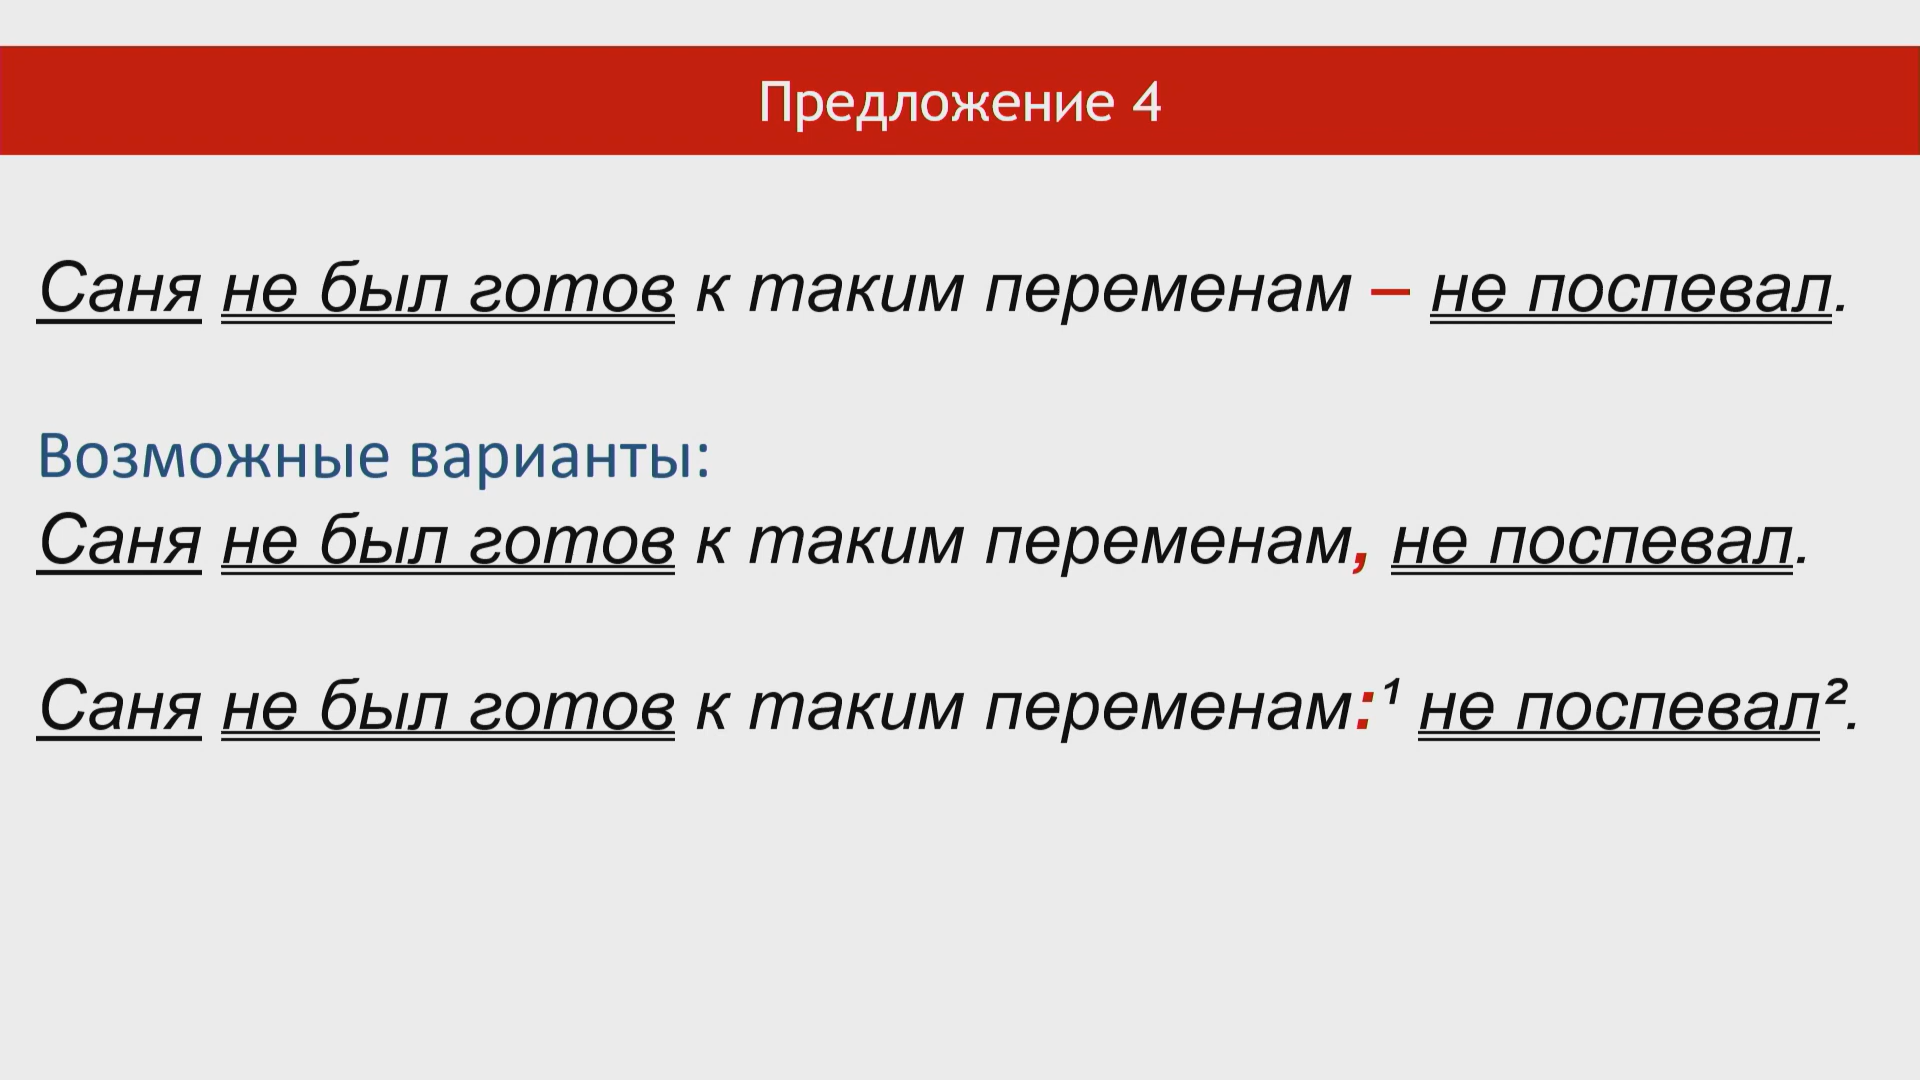 Предложение 4
Саня не был готов к таким переменам – не поспевал.
Возможные варианты:
Саня не был готов к таким переменам, не поспевал.
Саня не был готов к таким переменам:¹ не поспевал².